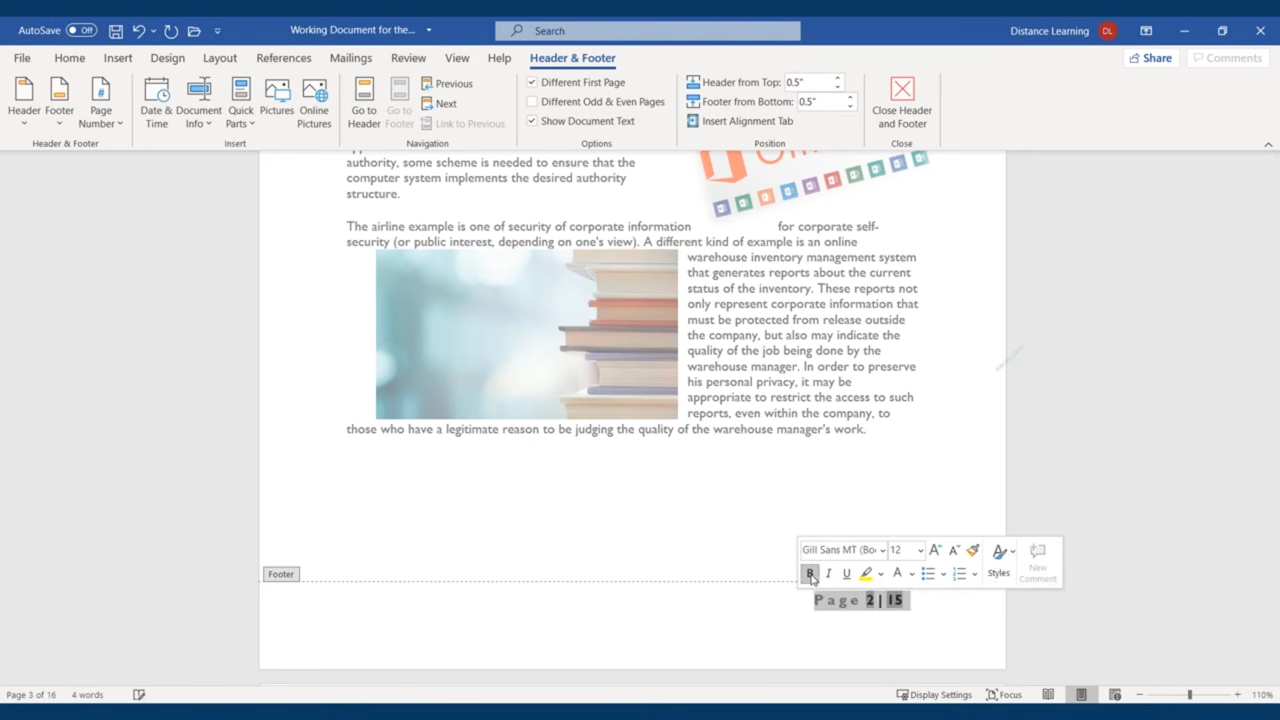 AutoSave Off
Working Document for the...
Search
Distance Learning DL
File Home Insert Draw Design Layout References Mailings Review View Help Header & Footer
Share Comments
Header
Footer
Page Number
Header & Footer
Date & Time
Document Info
Quick Parts
Pictures
Online Pictures
Insert
Go to Header
Go to Footer
Previous
Next
Link to Previous
Navigation
Different First Page
Different Odd & Even Pages
Show Document Text
Options
Header from Top: 0.5"
Footer from Bottom: 0.5"
Insert Alignment Tab
Position
Close Header and Footer
Close
authority, some scheme is needed to ensure that the
computer system implements the desired authority
structure.
The airline example is one of security of corporate information for corporate self-
security (or public interest, depending on one's view). A different kind of example is an online
warehouse inventory management system
that generates reports about the current
status of the inventory. These reports not
only represent corporate information that
must be protected from release outside
the company, but also may indicate the
quality of the job being done by the
warehouse manager. In order to preserve
his personal privacy, it may be
appropriate to restrict the access to such
reports, even within the company, to
those who have a legitimate reason to be judging the quality of the warehouse manager's work.
Gill Sans MT (Bo 12
B I U A
Styles
New Comment
Footer
Page 2|15
Page 3 of 16 4 words
Display Settings Focus 110%